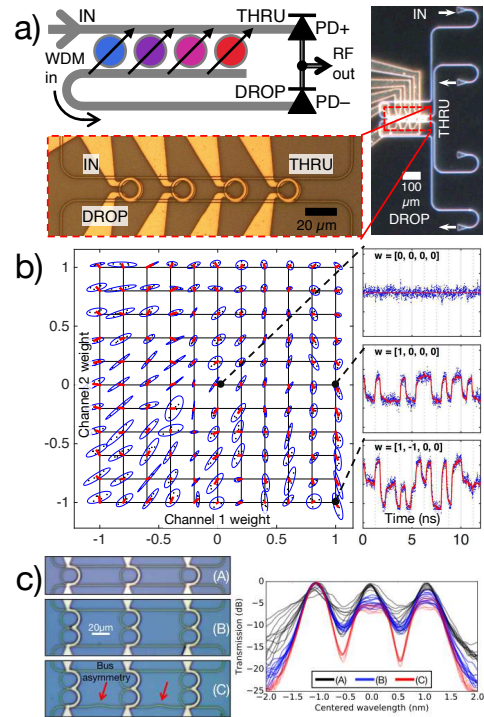 a)
IN
THRU
WDM
in
PD+
RF
out
DROP
PD−
IN
THRU
DROP
20 µm
IN
THRU
100
µm
DROP
b)
Channel 2 weight
1
0.5
0
-0.5
-1
-1
-0.5
0
0.5
1
Channel 1 weight
w = [0, 0, 0, 0]
w = [1, 0, 0, 0]
w = [1, -1, 0, 0]
0
5
10
Time (ns)
c)
(A)
20µm
(B)
Bus
asymmetry
(C)
Transmission (dB)
0
−5
−10
−15
−20
−25
(A)
(B)
(C)
−2.0
−1.5
−1.0
−0.5
0.0
0.5
1.0
1.5
2.0
Centered wavelength (nm)